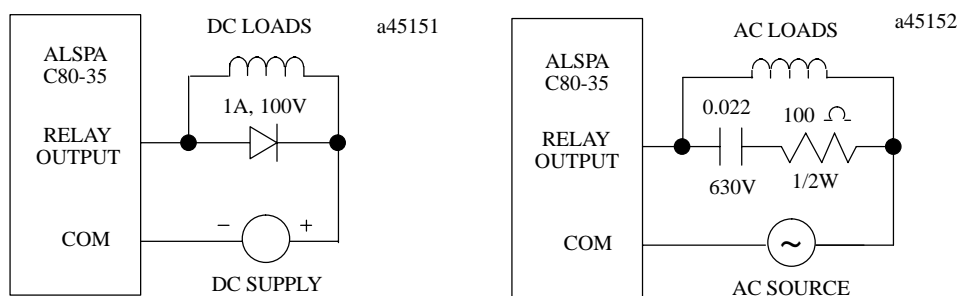 DC LOADS
a45151
ALSPA
C80-35
1A, 100V
RELAY
OUTPUT
COM
− +
DC SUPPLY
AC LOADS
a45152
ALSPA
C80-35
0.022
100 Ω
RELAY
OUTPUT
630V
1/2W
COM
~
AC SOURCE